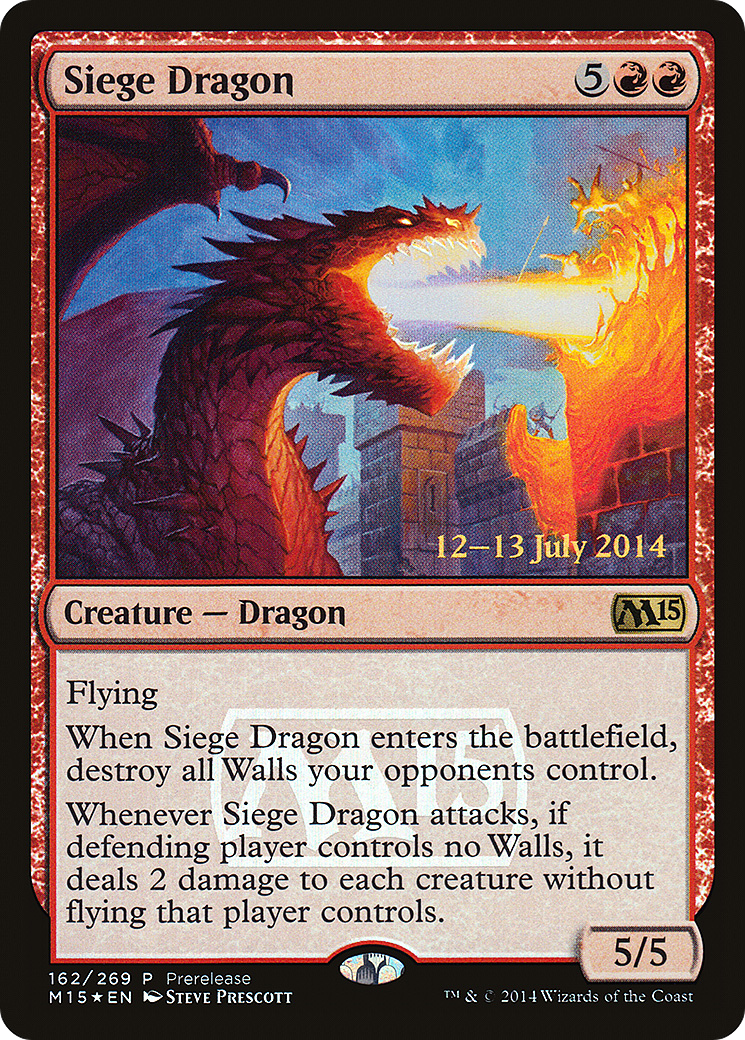 Siege Dragon 5
12–13 July 2014
Creature — Dragon M15
Flying
When Siege Dragon enters the battlefield,
destroy all Walls your opponents control.
Whenever Siege Dragon attacks, if
defending player controls no Walls, it
deals 2 damage to each creature without
flying that player controls.
5/5
162/269 P Prerelease
M15★EN Steve Prescott ™ & © 2014 Wizards of the Coast